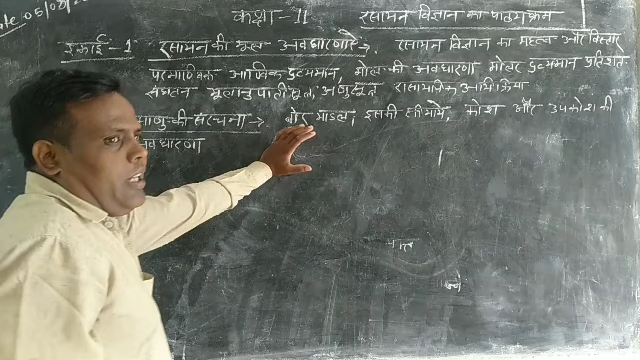 05/0
कक्षा-11 रसायन विज्ञान का पाठ्यक्रम
इकाई-1 रसायन की मूल अवधारणाऐं→ रसायन विज्ञान का महत्व और विस्तार
परमाण्विक आण्विक द्रव्यमान, मोल की अवधारणा मोलर द्रव्यमान प्रतिशत
संघटन मूलानुपाती सूत्र, अणुसूत्र रासायनिक अभिक्रिया
की संरचना→ बोर माडल, इसकी सीमायें, कोश और उपकोश की
अवधारणा